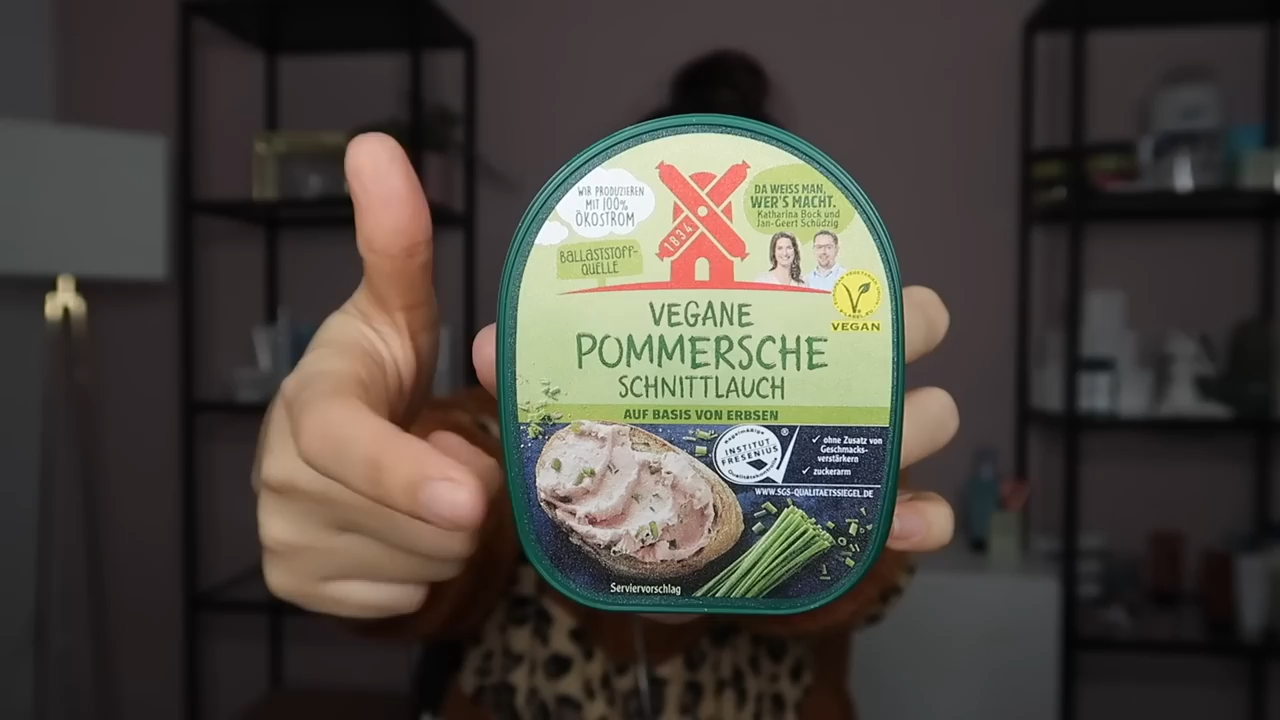 WIR PRODUZIEREN
MIT 100%
ÖKOSTROM
BALLASTSTOFF-
QUELLE
1834
DA WEISS MAN,
WER'S MACHT.
Katharina Bock und
Jan-Geert Schüdzig
VEGAN
VEGANE
POMMERSCHE
SCHNITTLAUCH
AUF BASIS VON ERBSEN
regelmäßige
INSTITUT
FRESENIUS
®
✓ ohne Zusatz von
Geschmacks-
verstärkern
✓ zuckerarm
WWW.SGS-QUALITAETSSIEGEL.DE
Serviervorschlag